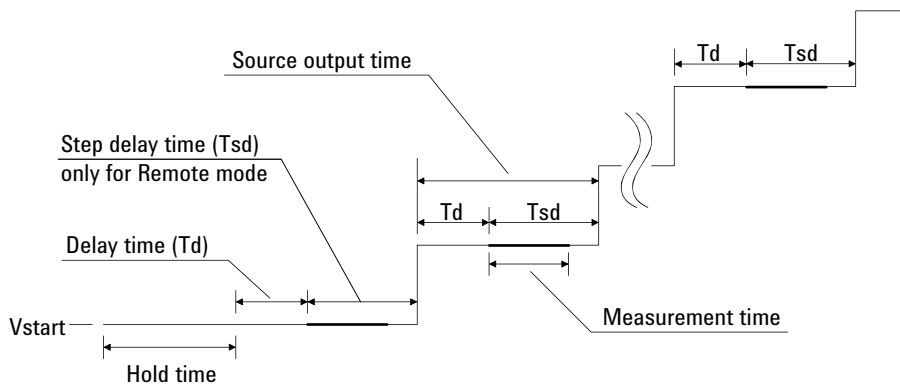 Td
Tsd
Source output time
Step delay time (Tsd)
only for Remote mode
Td
Tsd
Delay time (Td)
Vstart
Measurement time
Hold time